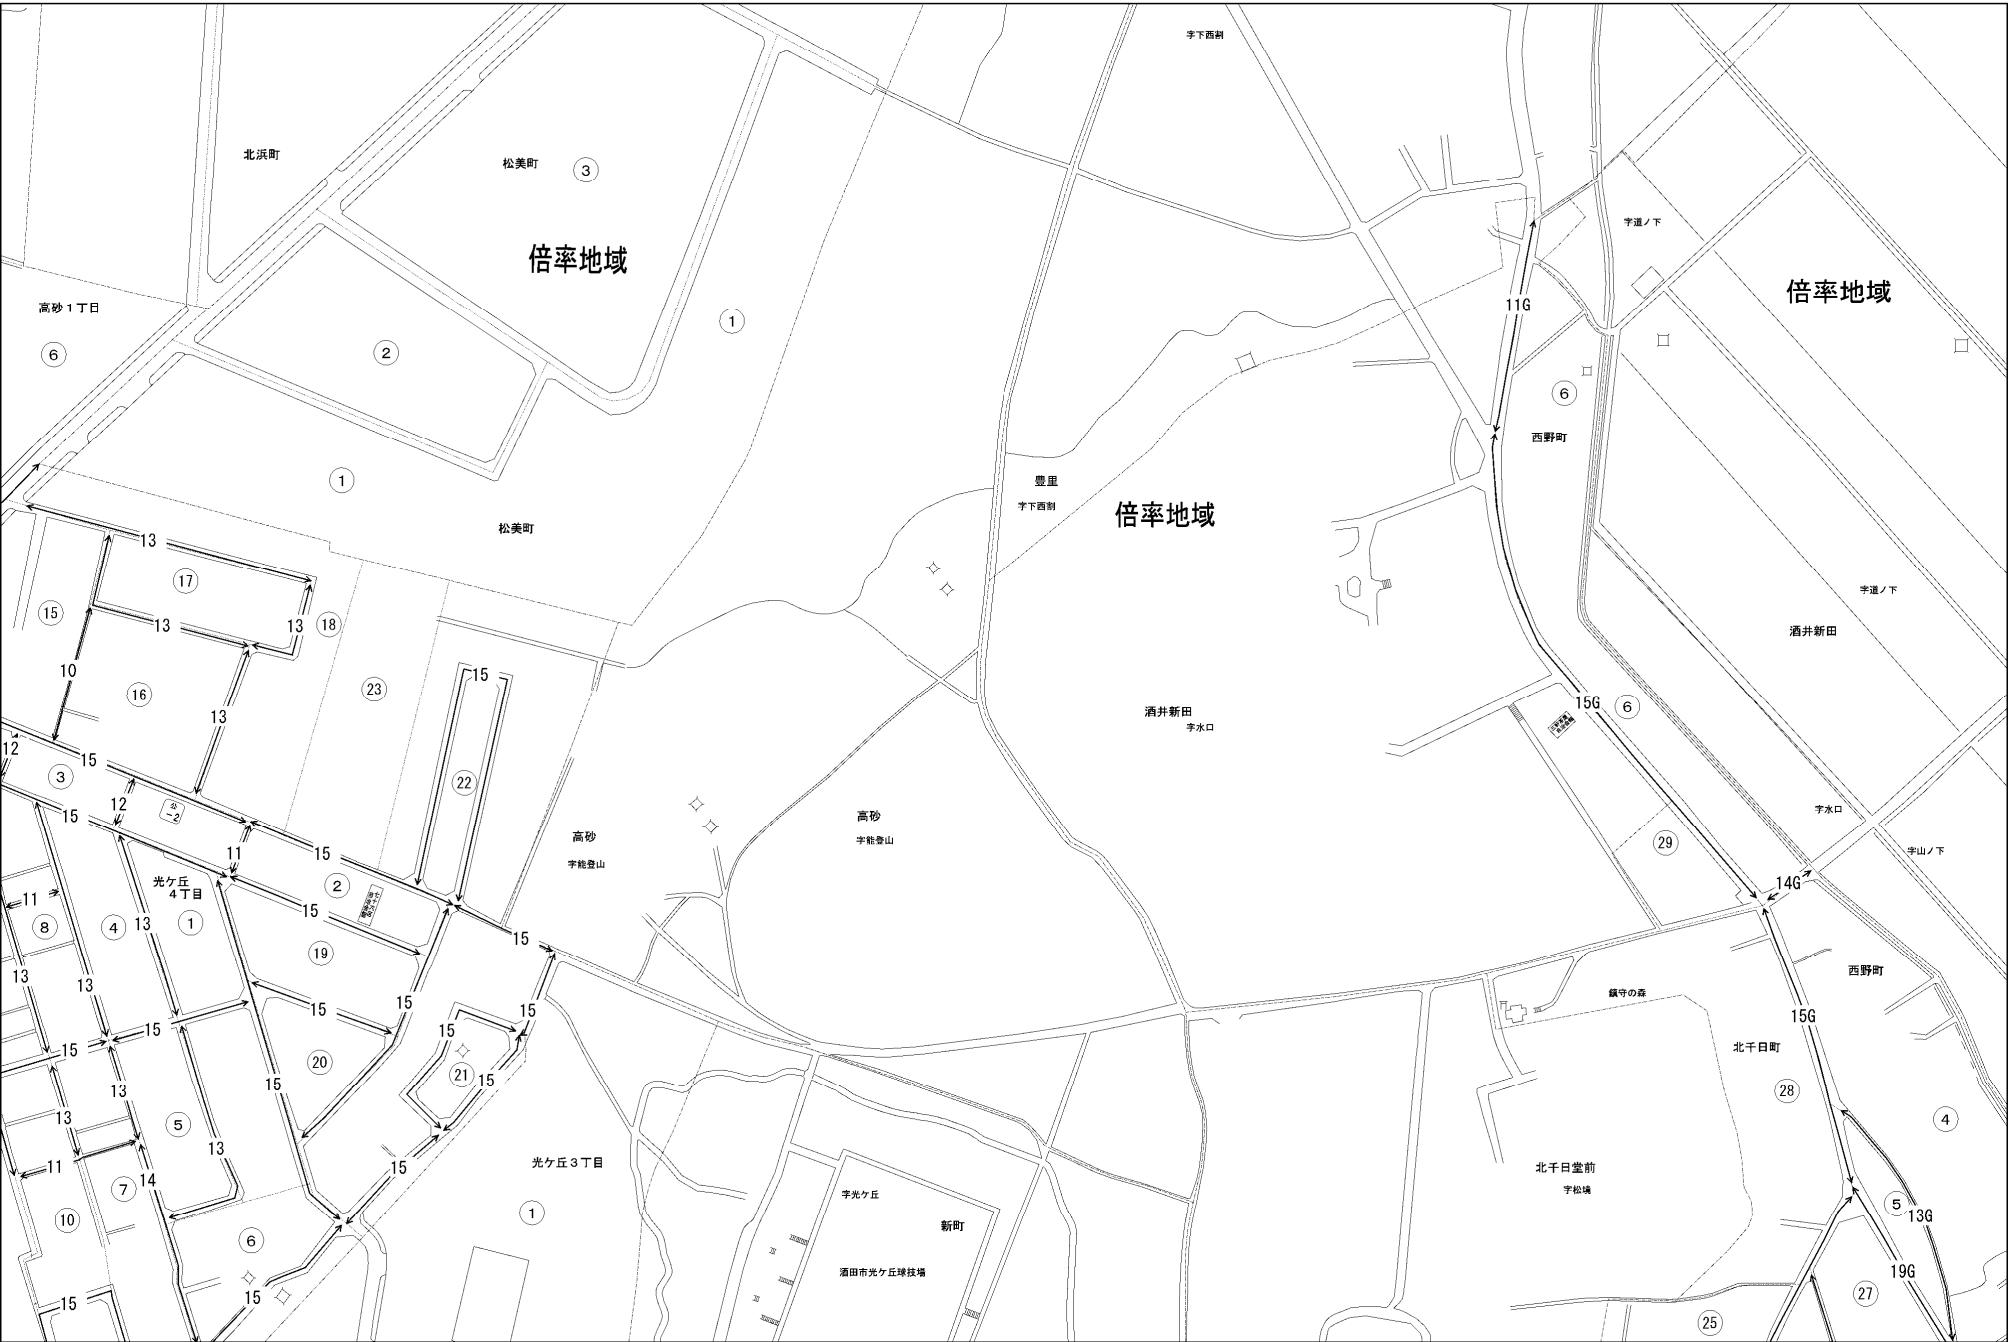 字下西割
北浜町
松美町
3
倍率地域
字道ノ下
倍率地域
高砂1丁目
11G
1
2
6
6
西野町
1
豊里
字下西割
倍率地域
松美町
13
17
15
13
13
18
字道ノ下
酒井新田
10
15
23
16
15G
6
13
酒井新田
字水口
12
15
3
22
12
公
-2
15
字水口
高砂
字能登山
高砂
字能登山
29
字山ノ下
11
15
光ケ丘
4丁目
2
14G
11
8
4
13
1
15
15
19
西野町
13
13
鎮守の森
15
15
15
15
15
15G
15
北千日町
20
21
15
15
13
28
13
5
4
13
11
14
7
15
光ケ丘3丁目
北千日堂前
字松境
字光ケ丘
5
13G
10
1
新町
6
19G
酒田市光ケ丘球技場
15
15
27
25